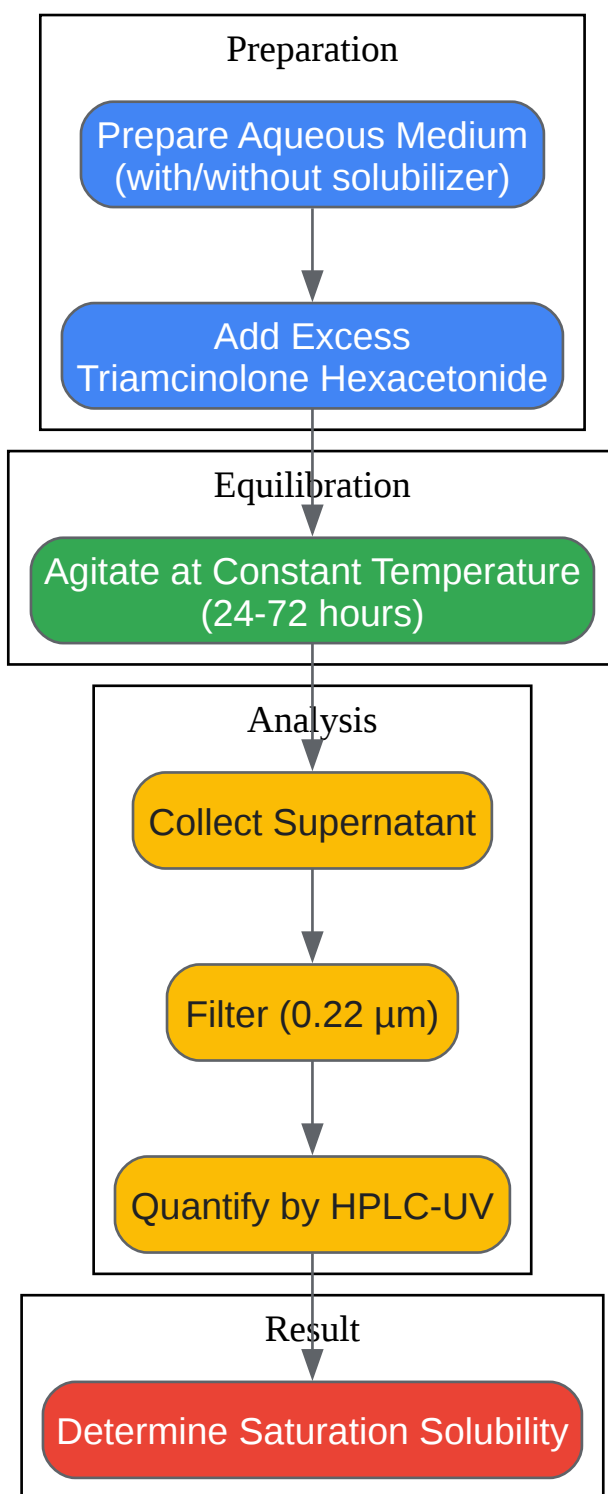 Preparation
Prepare Aqueous Medium
(with/without solubilizer)
Add Excess
Triamcinolone Hexacetonide
Equilibration
Agitate at Constant Temperature
(24-72 hours)
Analysis
Collect Supernatant
Filter (0.22 µm)
Quantify by HPLC-UV
Result
Determine Saturation Solubility